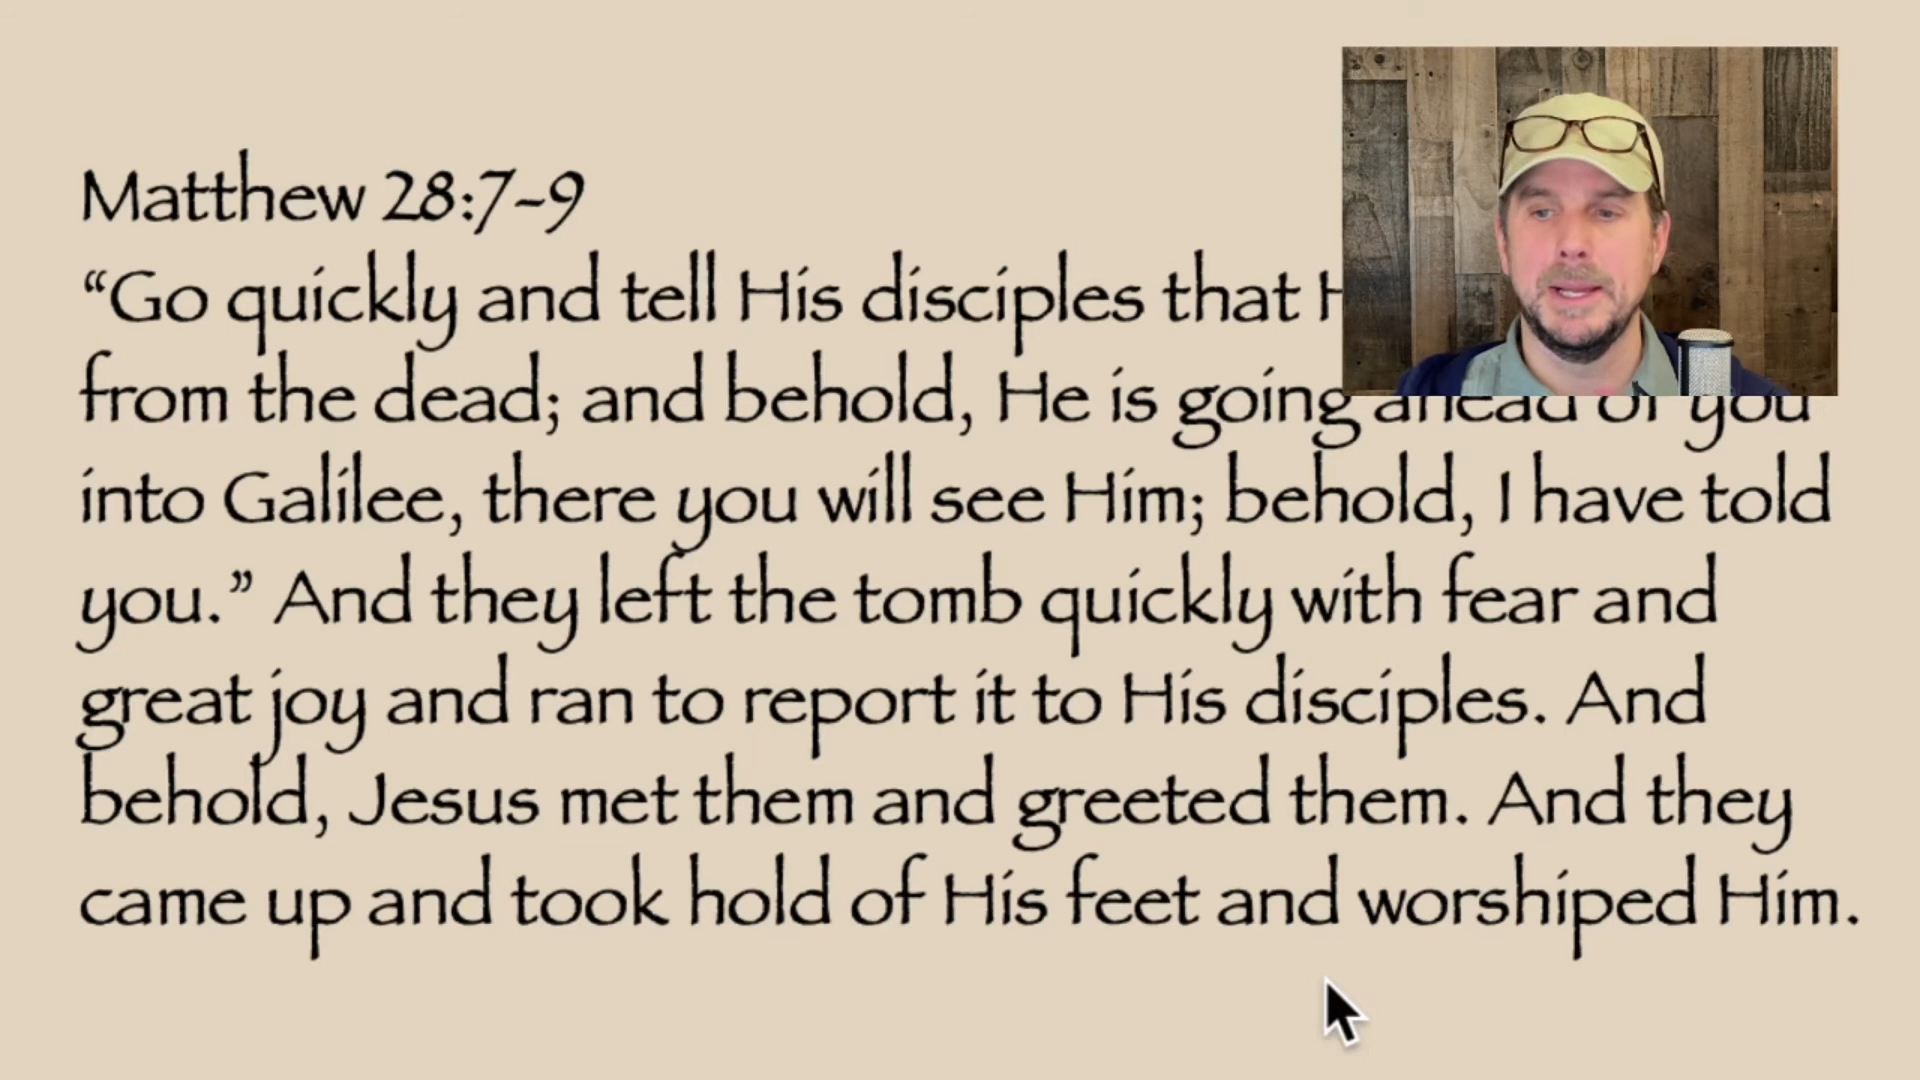 Matthew 28:7-9
“Go quickly and tell His disciples that
from the dead; and behold, He is going ahead of you
into Galilee, there you will see Him; behold, I have told
you.” And they left the tomb quickly with fear and
great joy and ran to report it to His disciples. And
behold, Jesus met them and greeted them. And they
came up and took hold of His feet and worshiped Him.